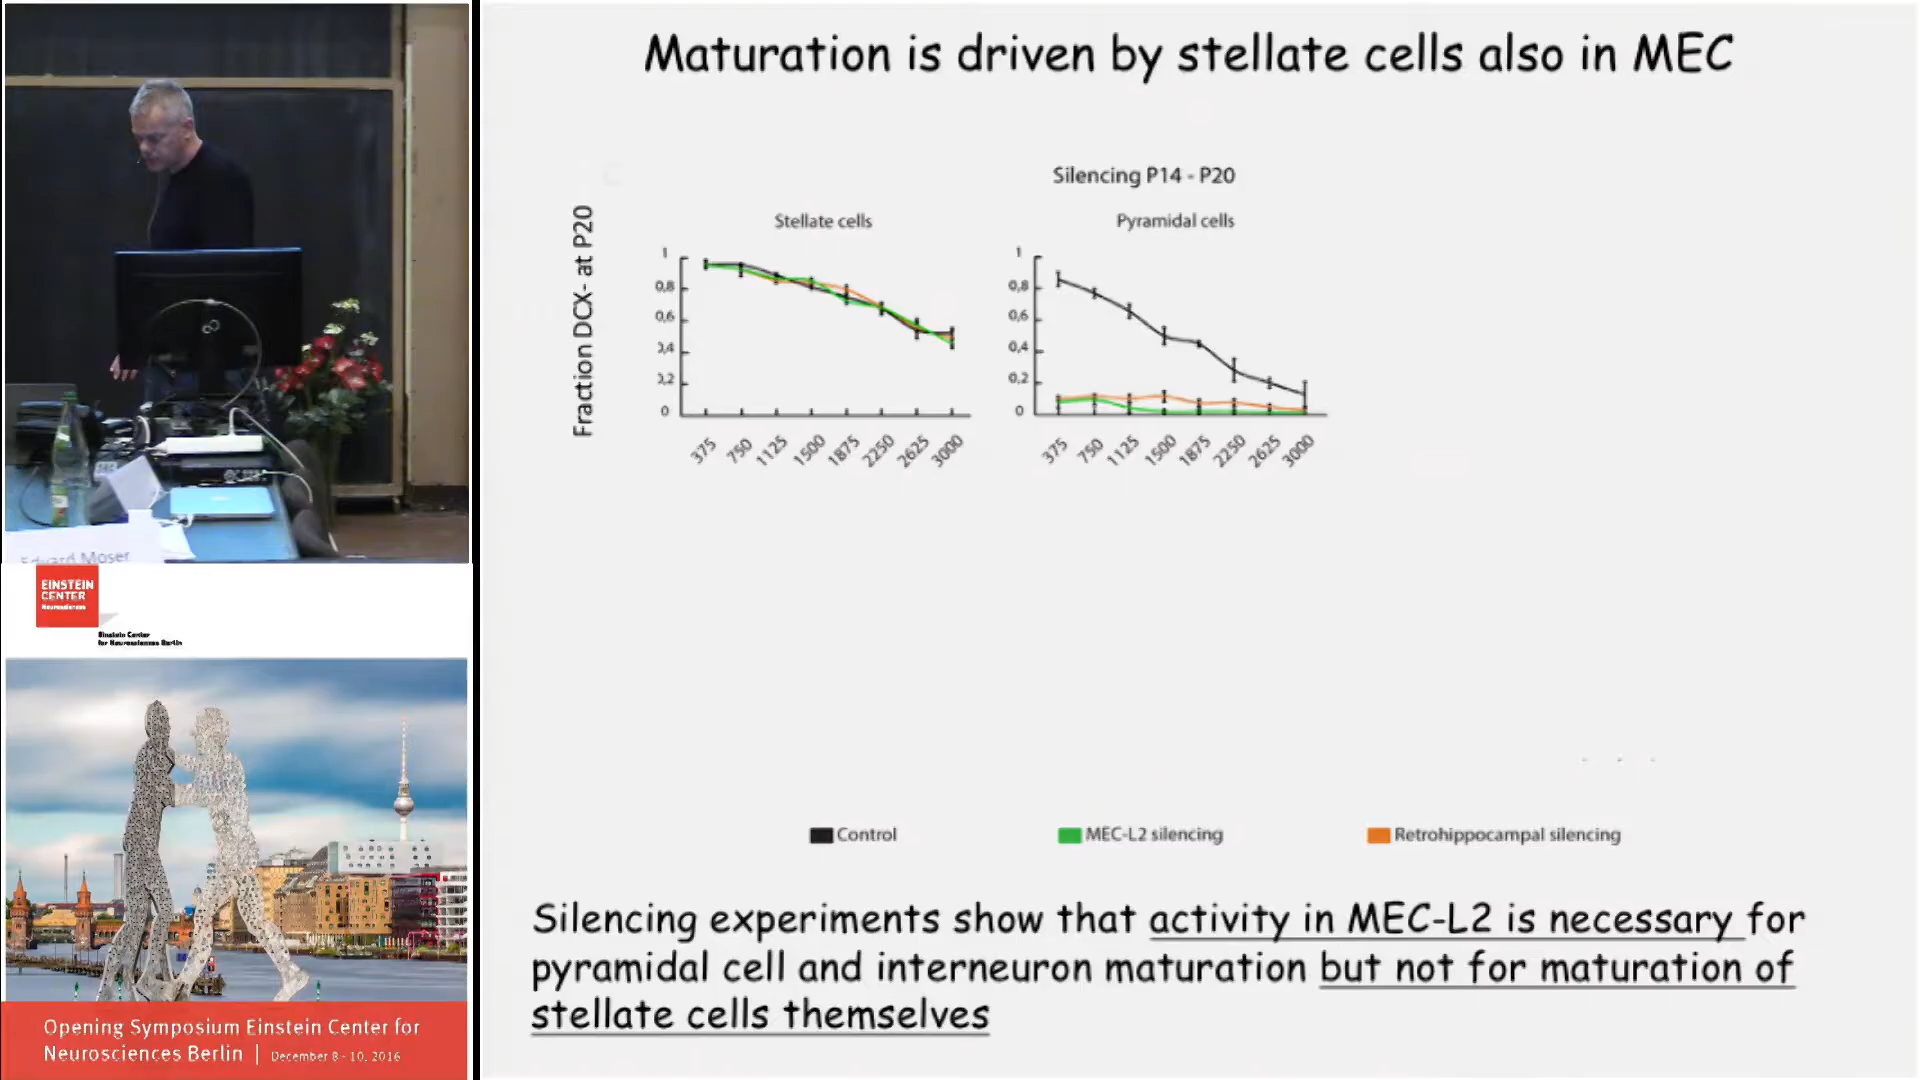 Maturation is driven by stellate cells also in MEC
Silencing P14 - P20
Fraction DCX- at P20
Stellate cells
1
0,8
0,6
0,4
0,2
0
375
750
1125
1500
1875
2250
2625
3000
Pyramidal cells
1
0,8
0,6
0,4
0,2
0
375
750
1125
1500
1875
2250
2625
3000
Control
MEC-L2 silencing
Retrohippocampal silencing
Silencing experiments show that activity in MEC-L2 is necessary for
pyramidal cell and interneuron maturation but not for maturation of
stellate cells themselves
Edvard Moser
EINSTEIN
CENTER
Neurosciences
Einstein Center
for Neurosciences Berlin
Opening Symposium Einstein Center for
Neurosciences Berlin | December 8 - 10, 2016